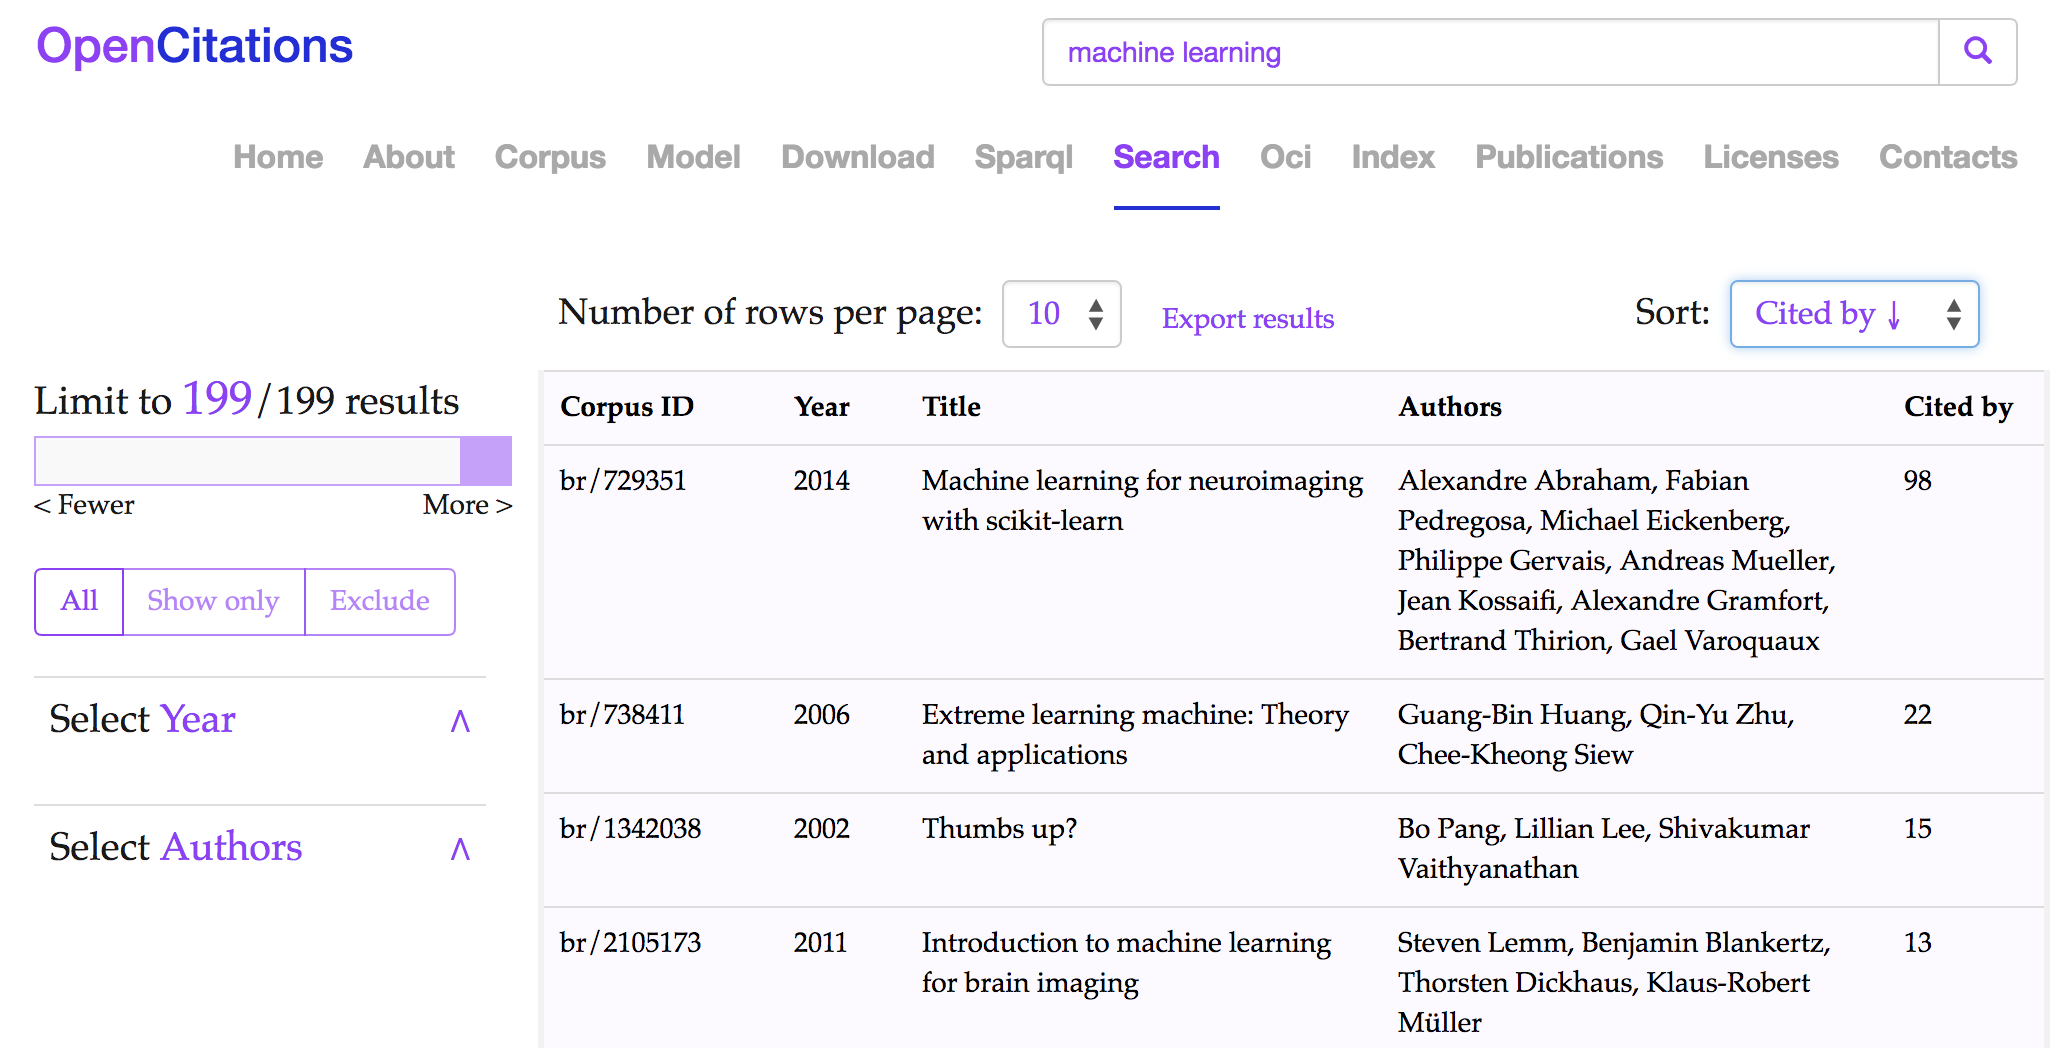 OpenCitations
machine learning
Home About Corpus Model Download Sparql Search Oci Index Publications Licenses Contacts
Number of rows per page: 10 Export results Sort: Cited by ↓
Limit to 199/199 results
< Fewer More >
All Show only Exclude
Select Year
Select Authors
Corpus ID Year Title Authors Cited by
br/729351 2014 Machine learning for neuroimaging Alexandre Abraham, Fabian 98
with scikit-learn Pedregosa, Michael Eickenberg,
Philippe Gervais, Andreas Mueller,
Jean Kossaifi, Alexandre Gramfort,
Bertrand Thirion, Gael Varoquaux
br/738411 2006 Extreme learning machine: Theory Guang-Bin Huang, Qin-Yu Zhu, 22
and applications Chee-Kheong Siew
br/1342038 2002 Thumbs up? Bo Pang, Lillian Lee, Shivakumar 15
Vaithyanathan
br/2105173 2011 Introduction to machine learning Steven Lemm, Benjamin Blankertz, 13
for brain imaging Thorsten Dickhaus, Klaus-Robert
Müller